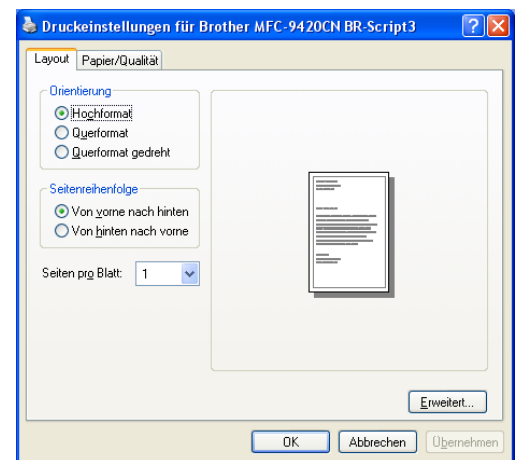 Druckeinstellungen für Brother MFC-9420CN BR-Script3
Layout Papier/Qualität
Orientierung
Hochformat
Querformat
Querformat gedreht
Seitenreihenfolge
Von vorne nach hinten
Von hinten nach vorne
Seiten pro Blatt: 1
Erweitert...
OK Abbrechen Übernehmen